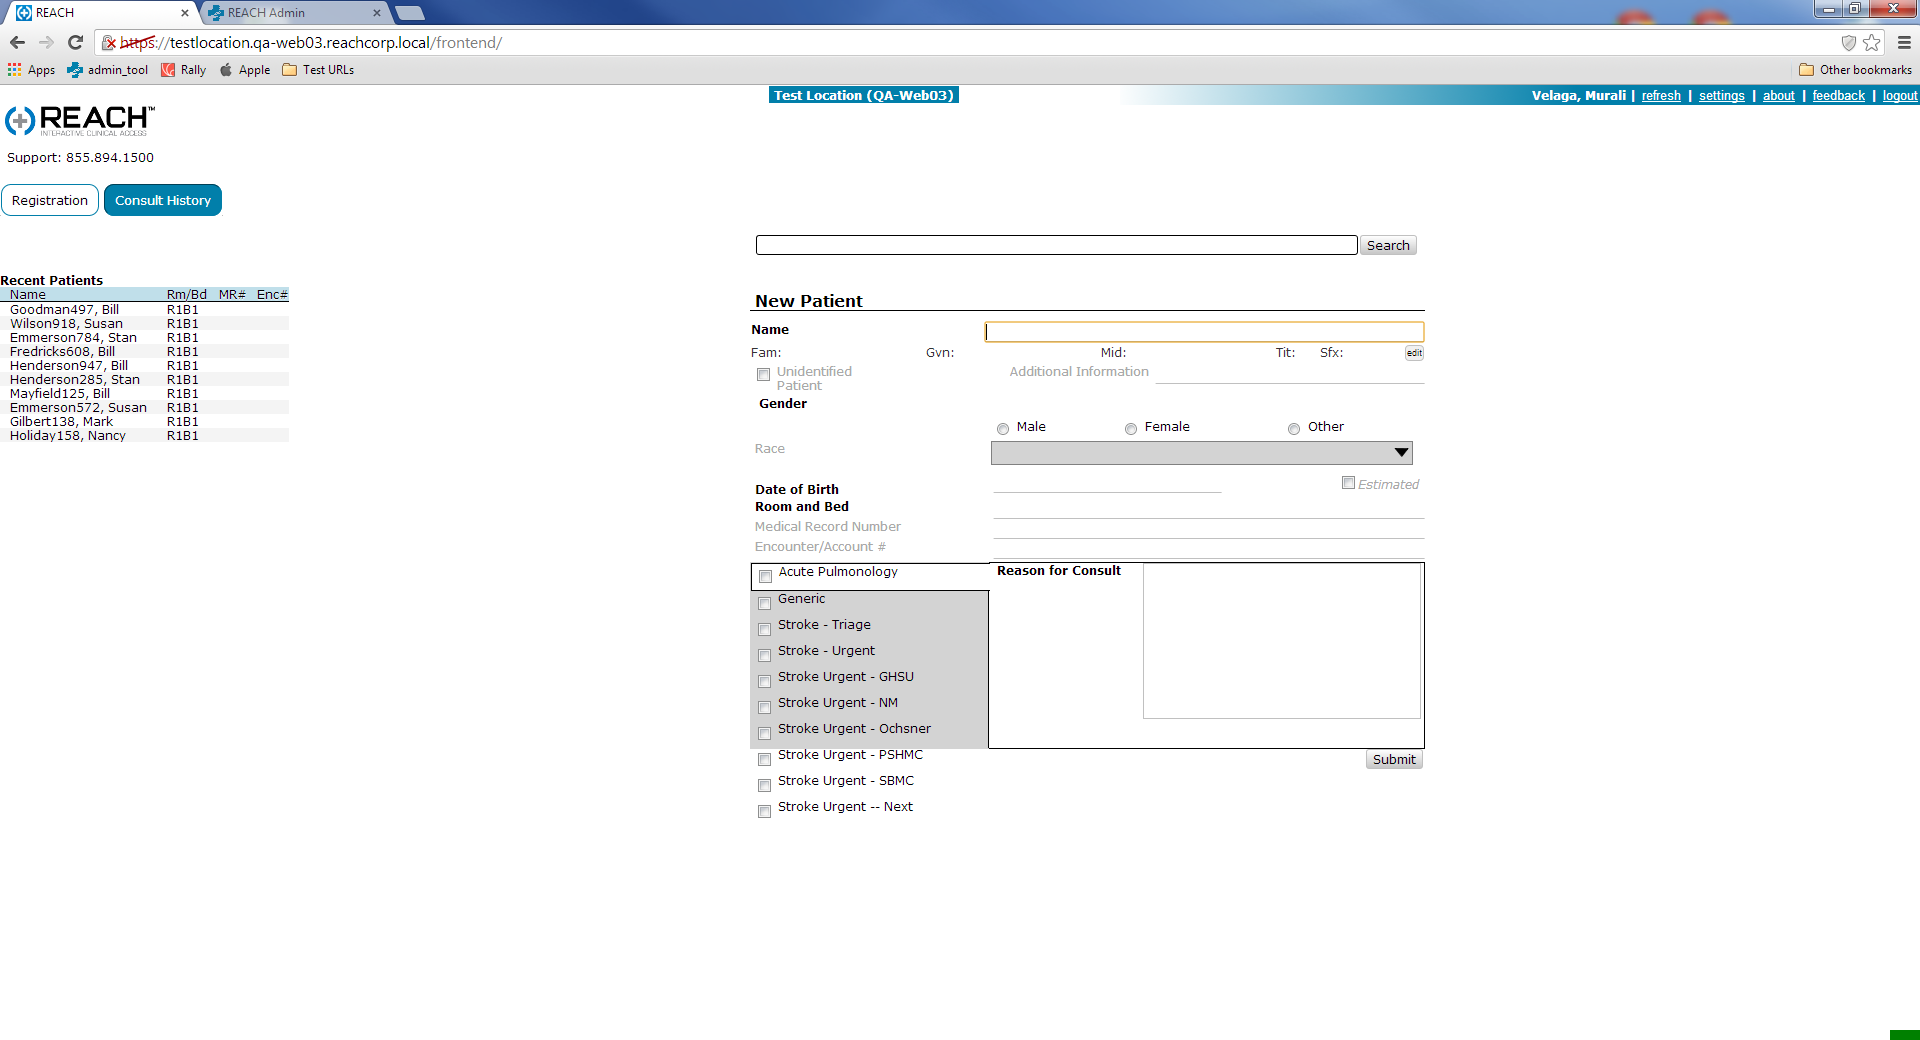 REACH
REACH Admin
https://testlocation.qa-web03.reachcorp.local/frontend/
Apps admin_tool Rally Apple Test URLs Other bookmarks
Test Location (QA-Web03) Velaga, Murali | refresh | settings | about | feedback | logout
REACH™
INTERACTIVE CLINICAL ACCESS
Support: 855.894.1500
Registration Consult History
Search
Recent Patients
Name Rm/Bd MR# Enc#
Goodman497, Bill R1B1
Wilson918, Susan R1B1
Emmerson784, Stan R1B1
Fredricks608, Bill R1B1
Henderson947, Bill R1B1
Henderson285, Stan R1B1
Mayfield125, Bill R1B1
Emmerson572, Susan R1B1
Gilbert138, Mark R1B1
Holiday158, Nancy R1B1
New Patient
Name
Fam: Gvn: Mid: Tit: Sfx: edit
Unidentified Patient Additional Information
Gender
Male Female Other
Race
Date of Birth Estimated
Room and Bed
Medical Record Number
Encounter/Account #
Acute Pulmonology Reason for Consult
Generic
Stroke - Triage
Stroke - Urgent
Stroke Urgent - GHSU
Stroke Urgent - NM
Stroke Urgent - Ochsner
Stroke Urgent - PSHMC
Submit
Stroke Urgent - SBMC
Stroke Urgent -- Next